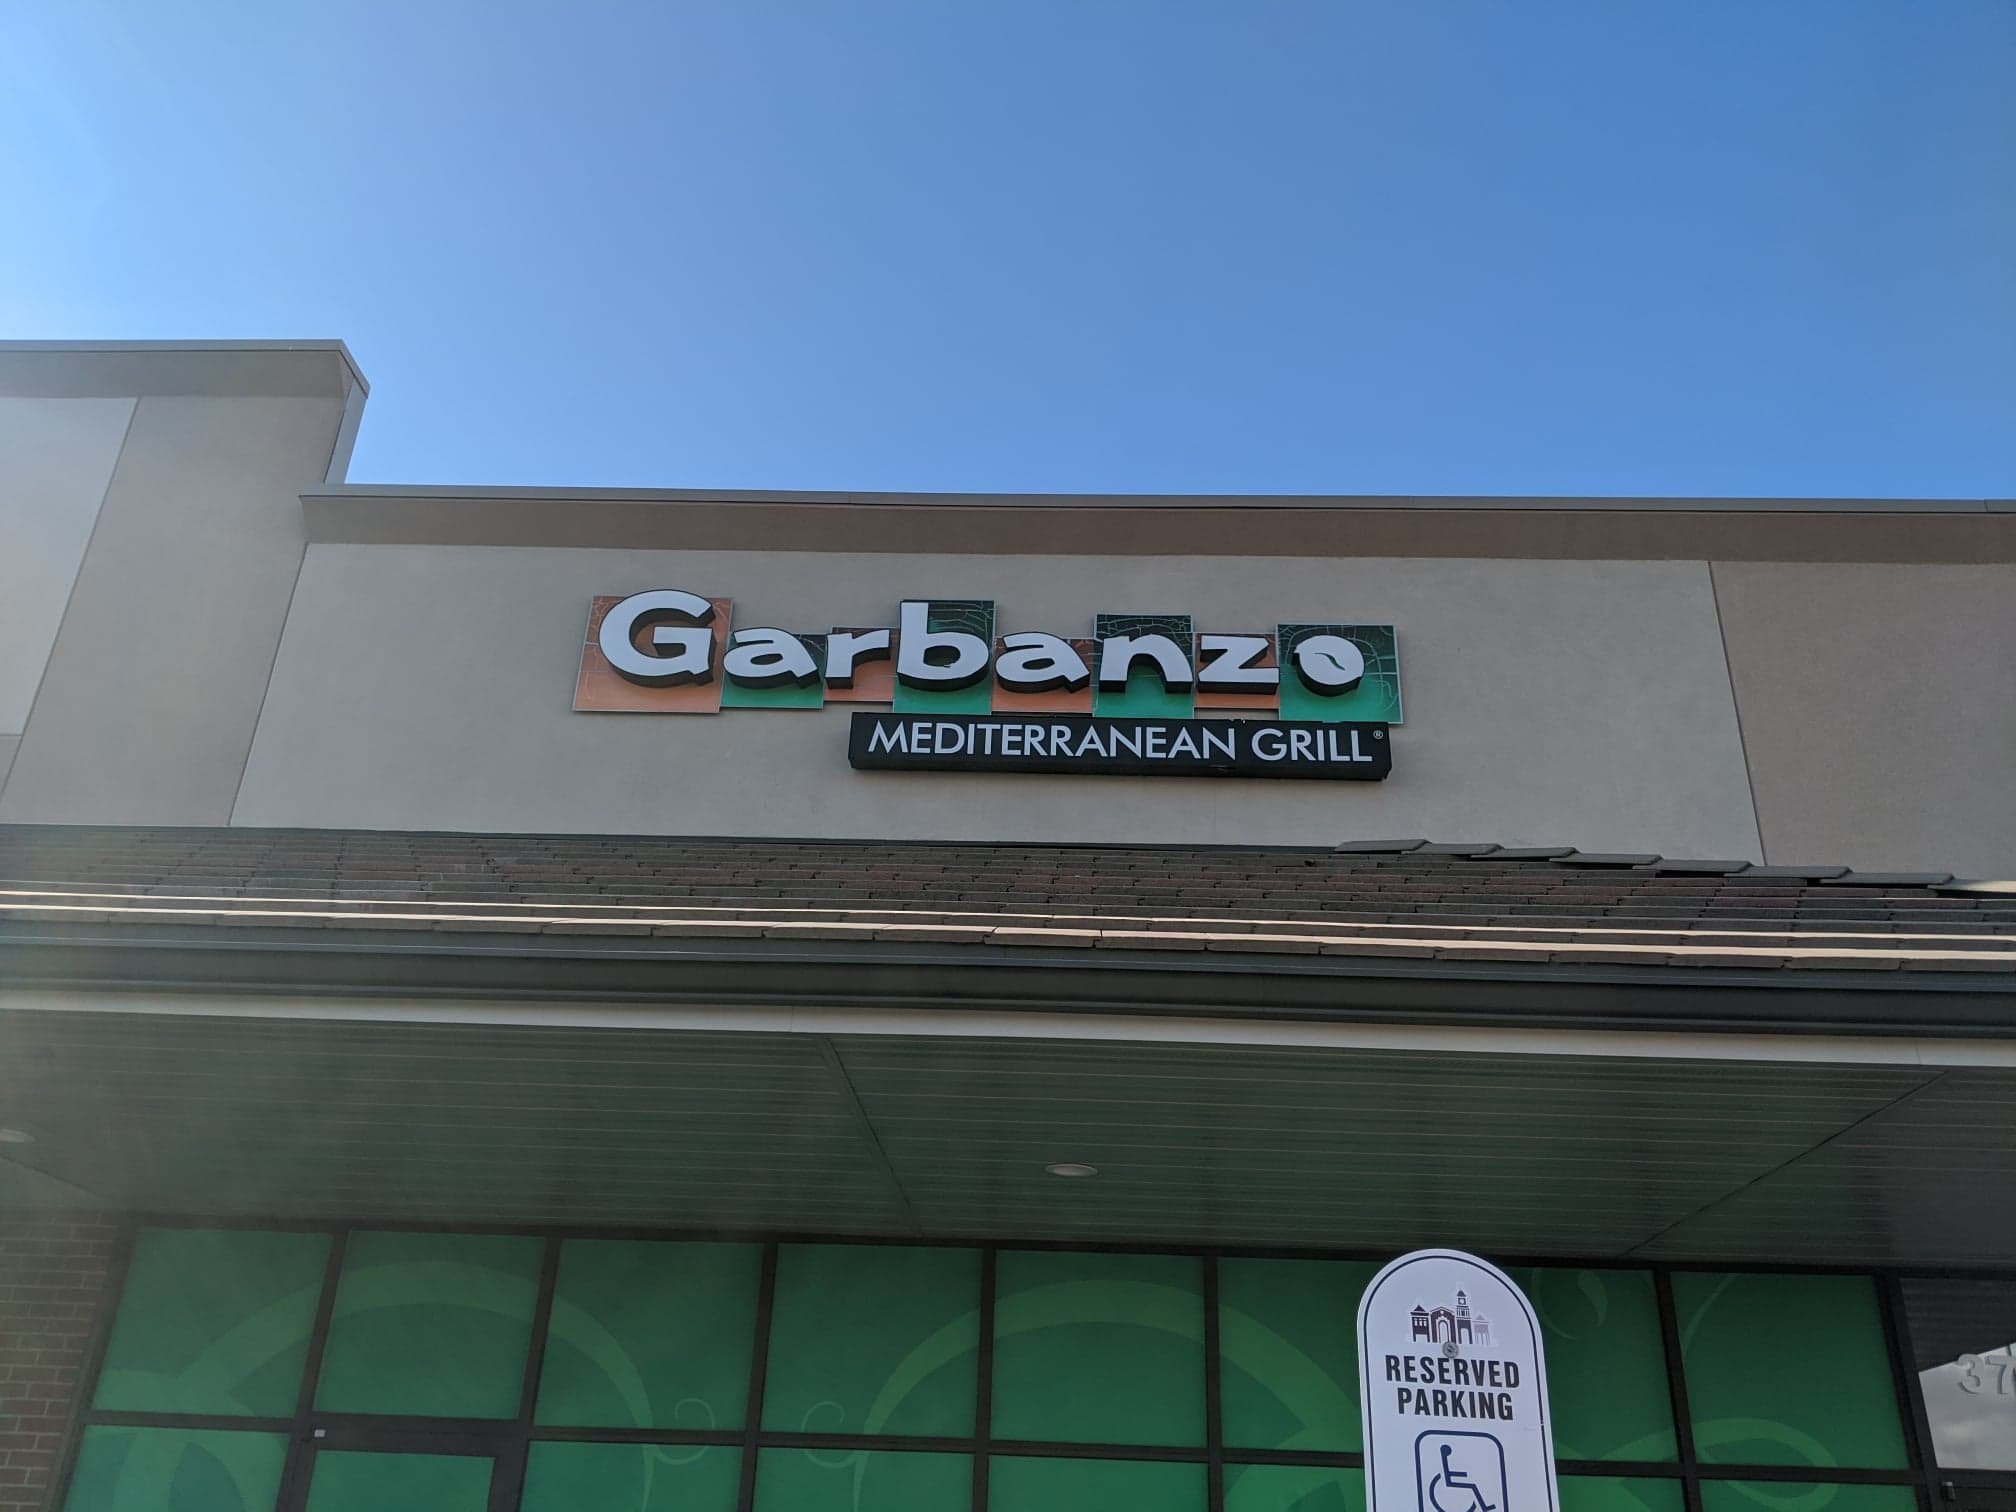 Garbanzo
MEDITERRANEAN GRILL®
RESERVED
PARKING